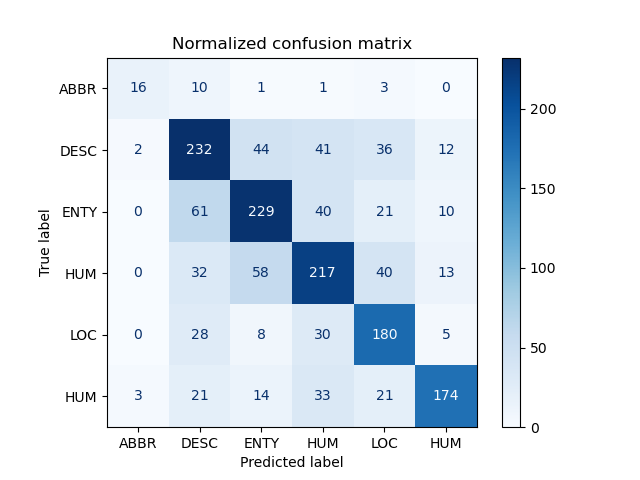 Normalized confusion matrix
ABBR 16 10 1 1 3 0
DESC 2 232 44 41 36 12
ENTY 0 61 229 40 21 10
HUM 0 32 58 217 40 13
LOC 0 28 8 30 180 5
HUM 3 21 14 33 21 174
ABBR DESC ENTY HUM LOC HUM
Predicted label
True label
200
150
100
50
0